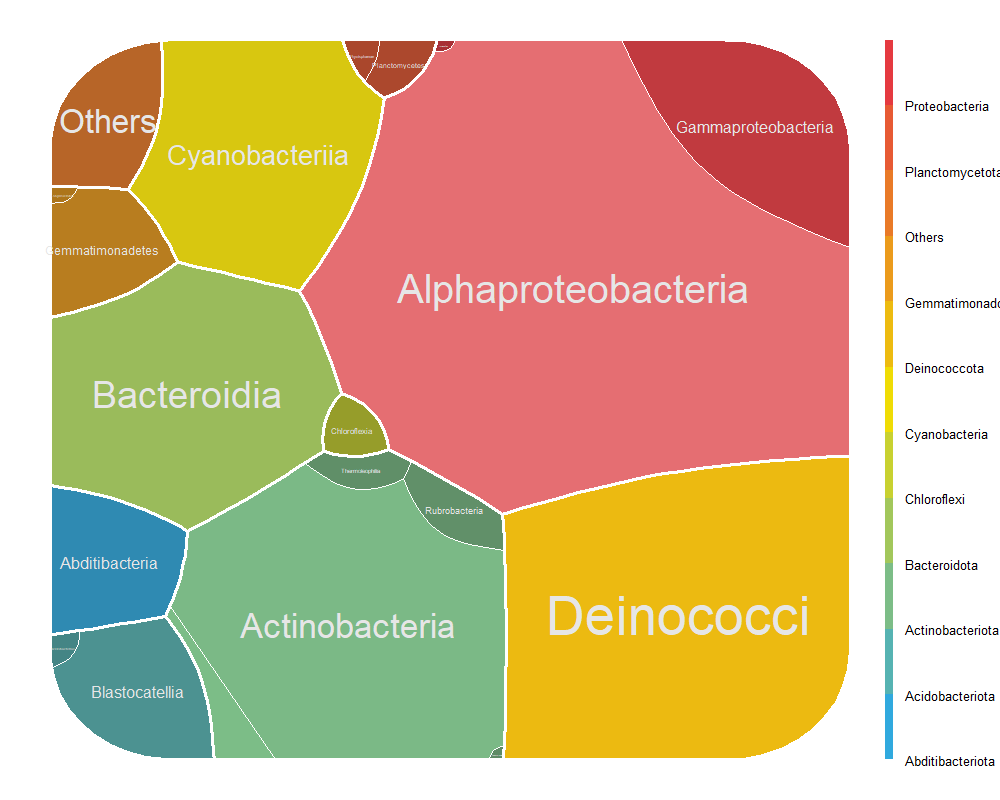 Others
Cyanobacteriia
Planctomycetes
Gammaproteobacteria
Gemmatimonadetes
Alphaproteobacteria
Bacteroidia
Chloroflexia
Thermoleophilia
Rubrobacteria
Abditibacteria
Actinobacteria
Deinococci
Blastocatellia
Proteobacteria
Planctomycetota
Others
Gemmatimonado
Deinococcota
Cyanobacteria
Chloroflexi
Bacteroidota
Actinobacteriota
Acidobacteriota
Abditibacteriota